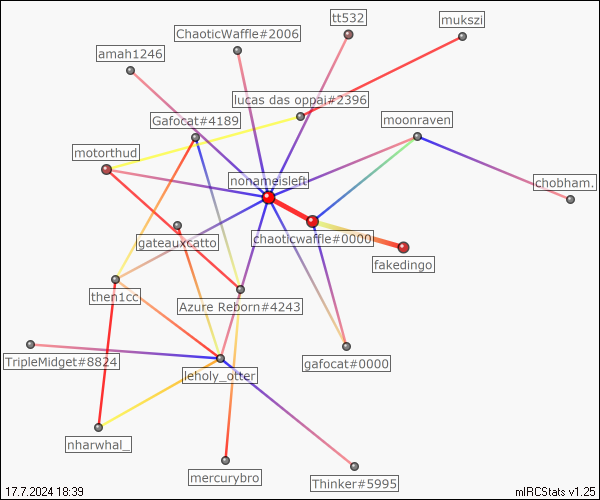 tt532
mukszi
ChaoticWaffle#2006
amah1246
lucas das oppai#2396
Gafocat#4189
moonraven
motorthud
nonameisleft
chobham.
chaoticwaffle#0000
gateauxcatto
fakedingo
then1cc
Azure Reborn#4243
TripleMidget#8824
gafocat#0000
leholy_otter
nharwhal_
mercurybro
Thinker#5995
17.7.2024 18:39
mIRCStats v1.25